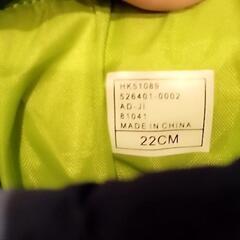 HK51089
526401-0002
AD-JI
81041
MADE IN CHINA
22CM